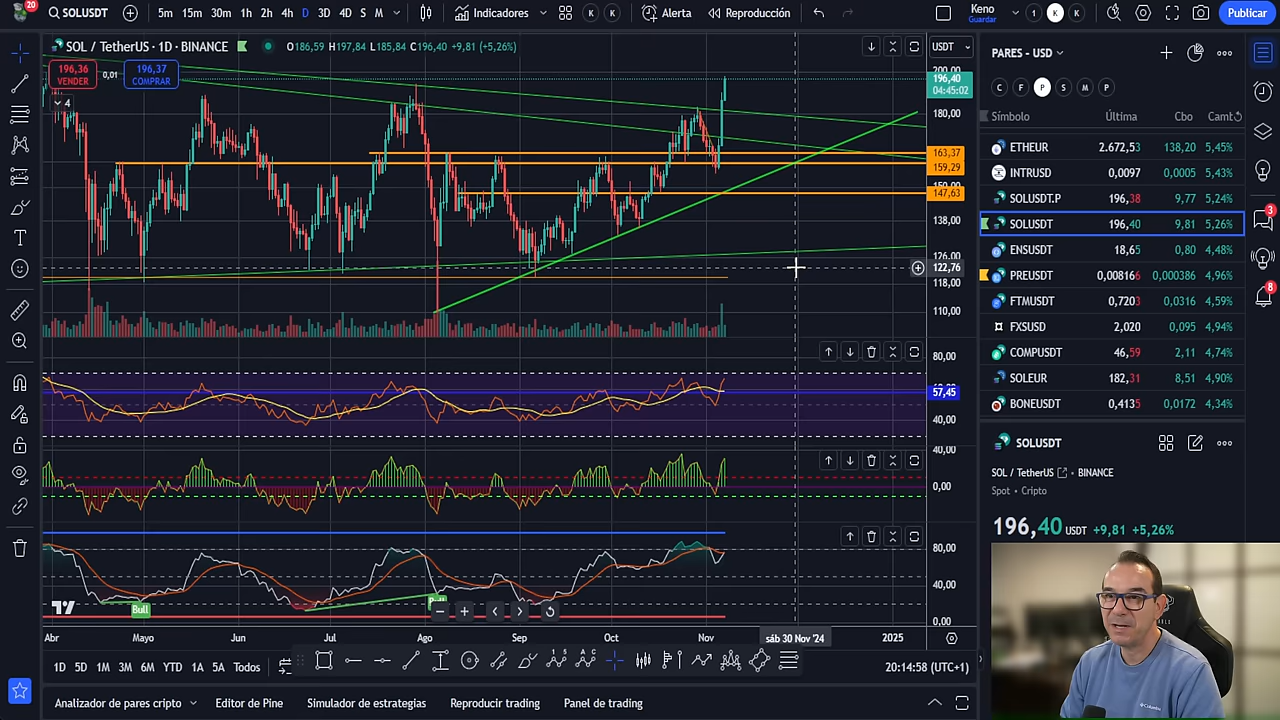 20
SOLUSDT
5m 15m 30m 1h 2h 4h D 3D 4D S M
Indicadores
K K
Alerta
Reproducción
Keno
Guardar
1 K K
Publicar
SOL / TetherUS · 1D · BINANCE
O186,59 H197,84 L185,84 C196,40 +9,81 (+5,26%)
USDT
196,36
VENDER
0,01
196,37
COMPRAR
4
200,00
196,40
04:45:02
180,00
163,37
159,29
150,00
147,63
138,00
126,00
122,76
118,00
110,00
80,00
57,45
40,00
40,00
0,00
80,00
40,00
0,00
Bull
Abr Mayo Jun Jul Ago Sep Oct Nov sáb 30 Nov '24 2025
1D 5D 1M 3M 6M YTD 1A 5A Todos
20:14:58 (UTC+1)
Analizador de pares cripto
Editor de Pine
Simulador de estrategias
Reproducir trading
Panel de trading
PARES - USD
C F P S M P
Símbolo Última Cbo Camt
ETHEUR 2.672,53 138,20 5,45%
INTRUSD 0,0097 0,0005 5,43%
SOLUSDT.P 196,38 9,77 5,24%
SOLUSDT 196,40 9,81 5,26%
ENSUSDT 18,65 0,80 4,48%
PREUSDT 0,008166 0,000386 4,96%
FTMUSDT 0,7203 0,0316 4,59%
FXSUSD 2,020 0,095 4,94%
COMPUSDT 46,59 2,11 4,74%
SOLEUR 182,31 8,51 4,90%
BONEUSDT 0,4135 0,0172 4,34%
SOLUSDT
SOL / TetherUS · BINANCE
Spot · Cripto
196,40 USDT +9,81 +5,26%
3
8